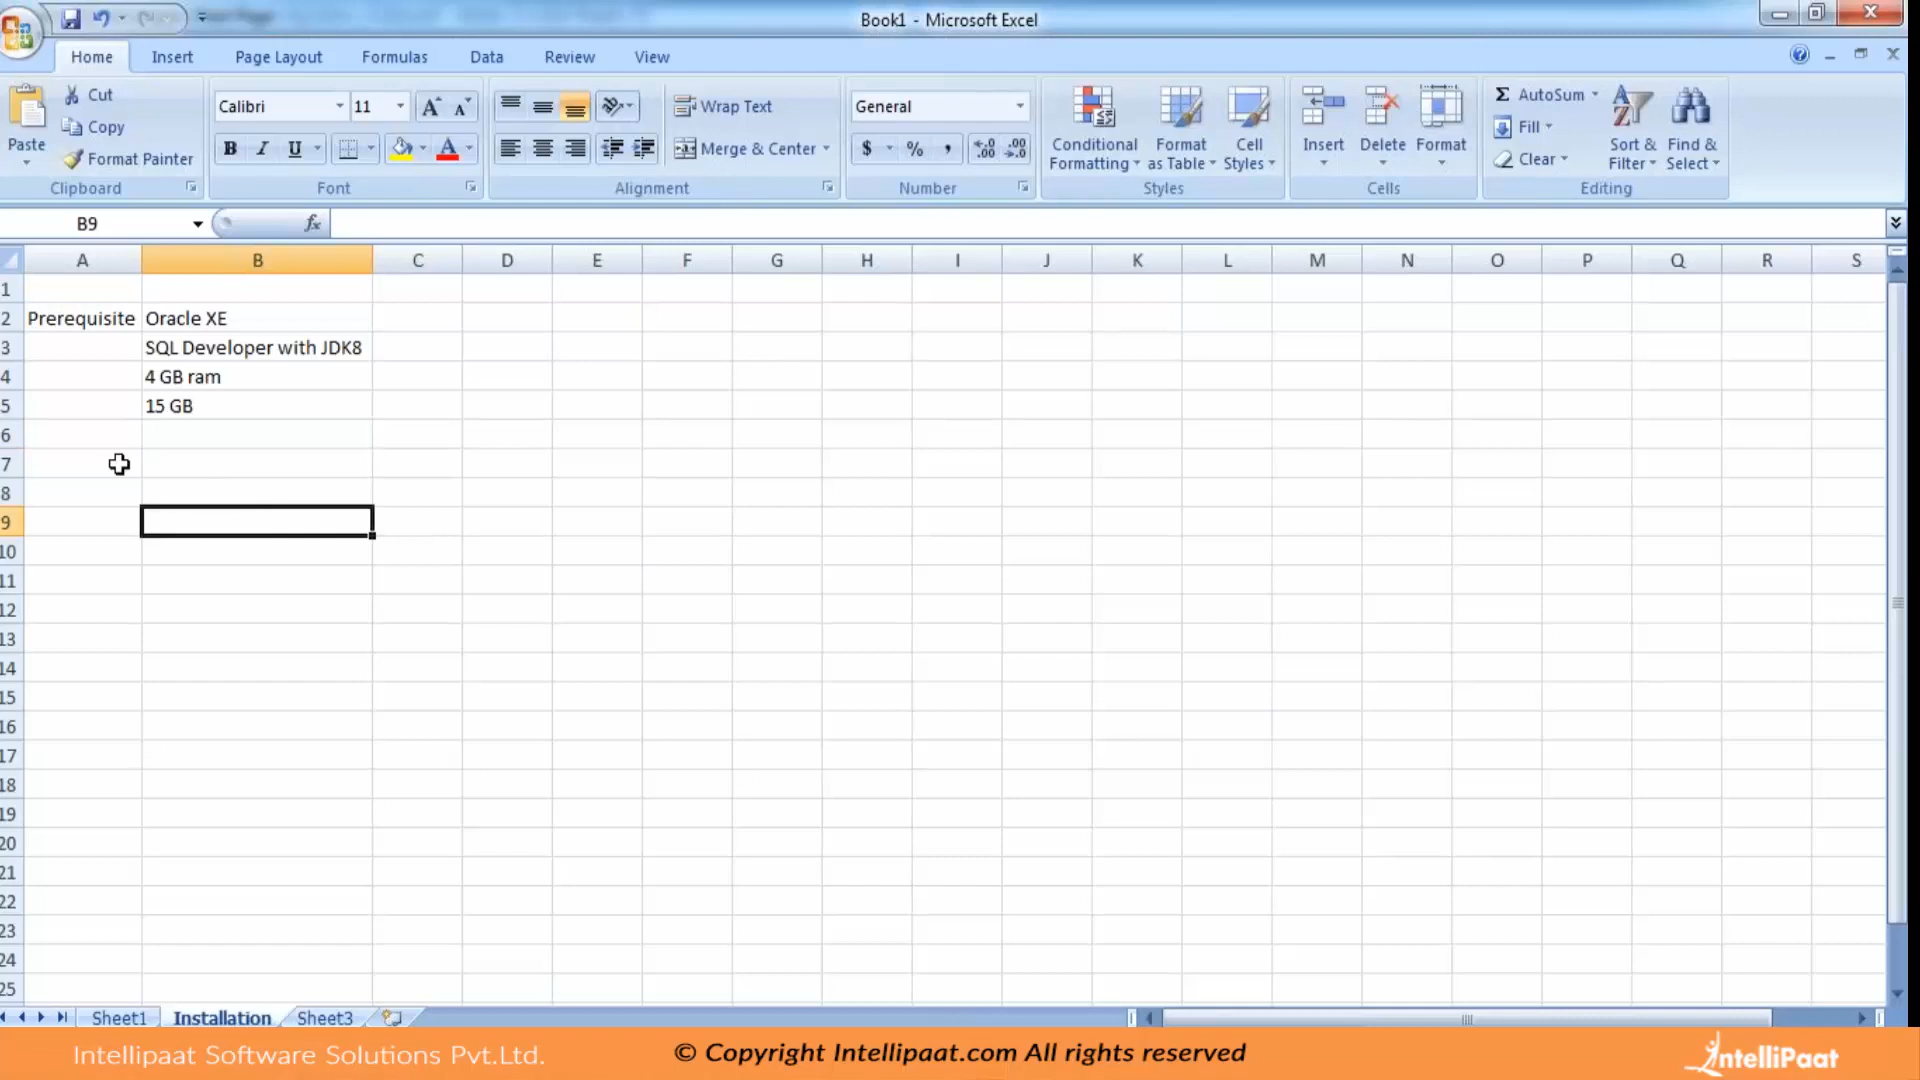 Book1 - Microsoft Excel
Home Insert Page Layout Formulas Data Review View
Paste
Cut
Copy
Format Painter
Clipboard
Calibri 11
B I U
Font
Wrap Text
Merge & Center
Alignment
General
$ % ,
Number
Conditional Formatting
Format as Table
Cell Styles
Styles
Insert Delete Format
Cells
Σ AutoSum
Fill
Clear
Sort & Filter
Find & Select
Editing
B9 fx
A B C D E F G H I J K L M N O P Q R S
1
2 Prerequisite Oracle XE
3 SQL Developer with JDK8
4 4 GB ram
5 15 GB
6
7
8
9
10
11
12
13
14
15
16
17
18
19
20
21
22
23
24
25
Sheet1 Installation Sheet3
Intellipaat Software Solutions Pvt.Ltd. © Copyright Intellipaat.com All rights reserved IntelliPaat